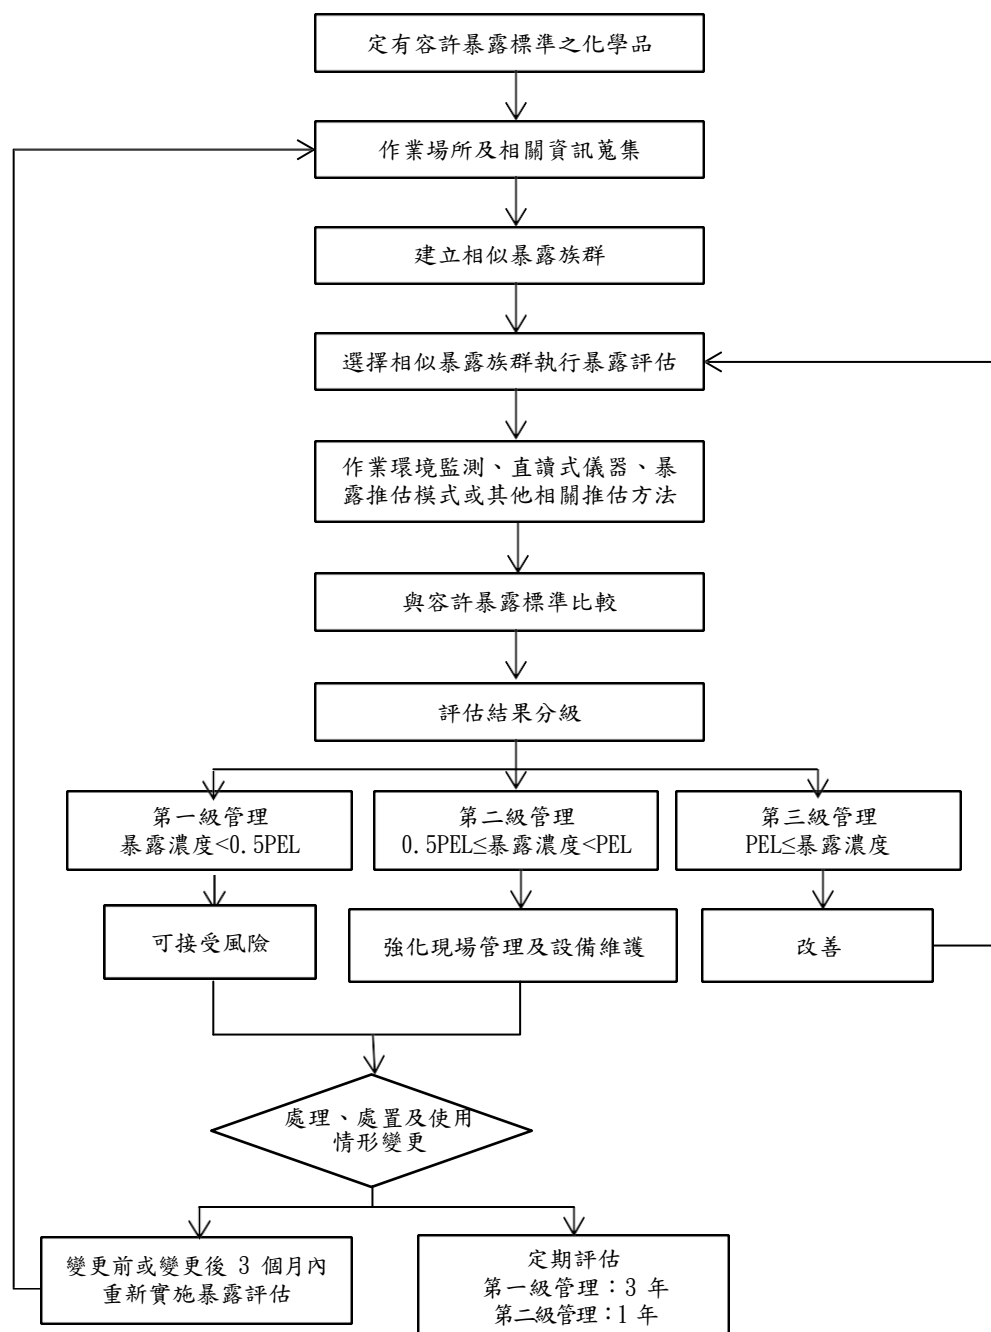 定有容許暴露標準之化學品
作業場所及相關資訊蒐集
建立相似暴露族群
選擇相似暴露族群執行暴露評估
作業環境監測、直讀式儀器、暴
露推估模式或其他相關推估方法
與容許暴露標準比較
評估結果分級
第一級管理
暴露濃度<0.5PEL
第二級管理
0.5PEL≤暴露濃度<PEL
第三級管理
PEL≤暴露濃度
可接受風險
強化現場管理及設備維護
改善
處理、處置及使用
情形變更
變更前或變更後 3 個月內
重新實施暴露評估
定期評估
第一級管理：3 年
第二級管理：1 年